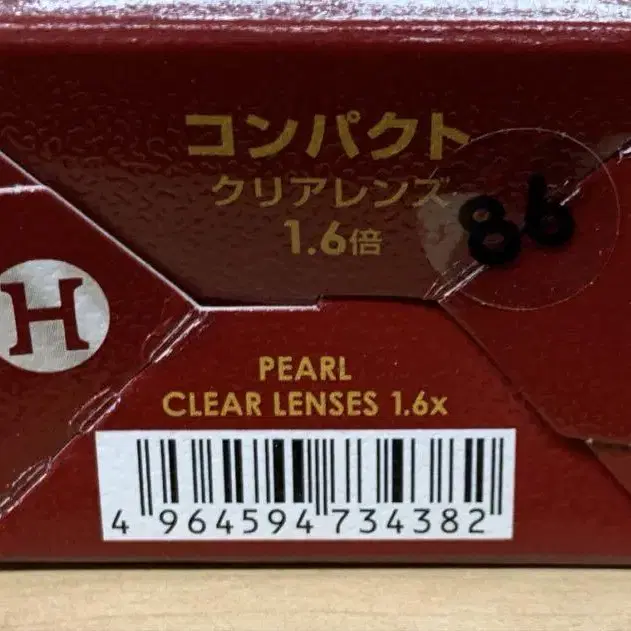 コンパクト
クリアレンズ
1.6倍
86
H
PEARL
CLEAR LENSES 1.6x
4 964594 734382